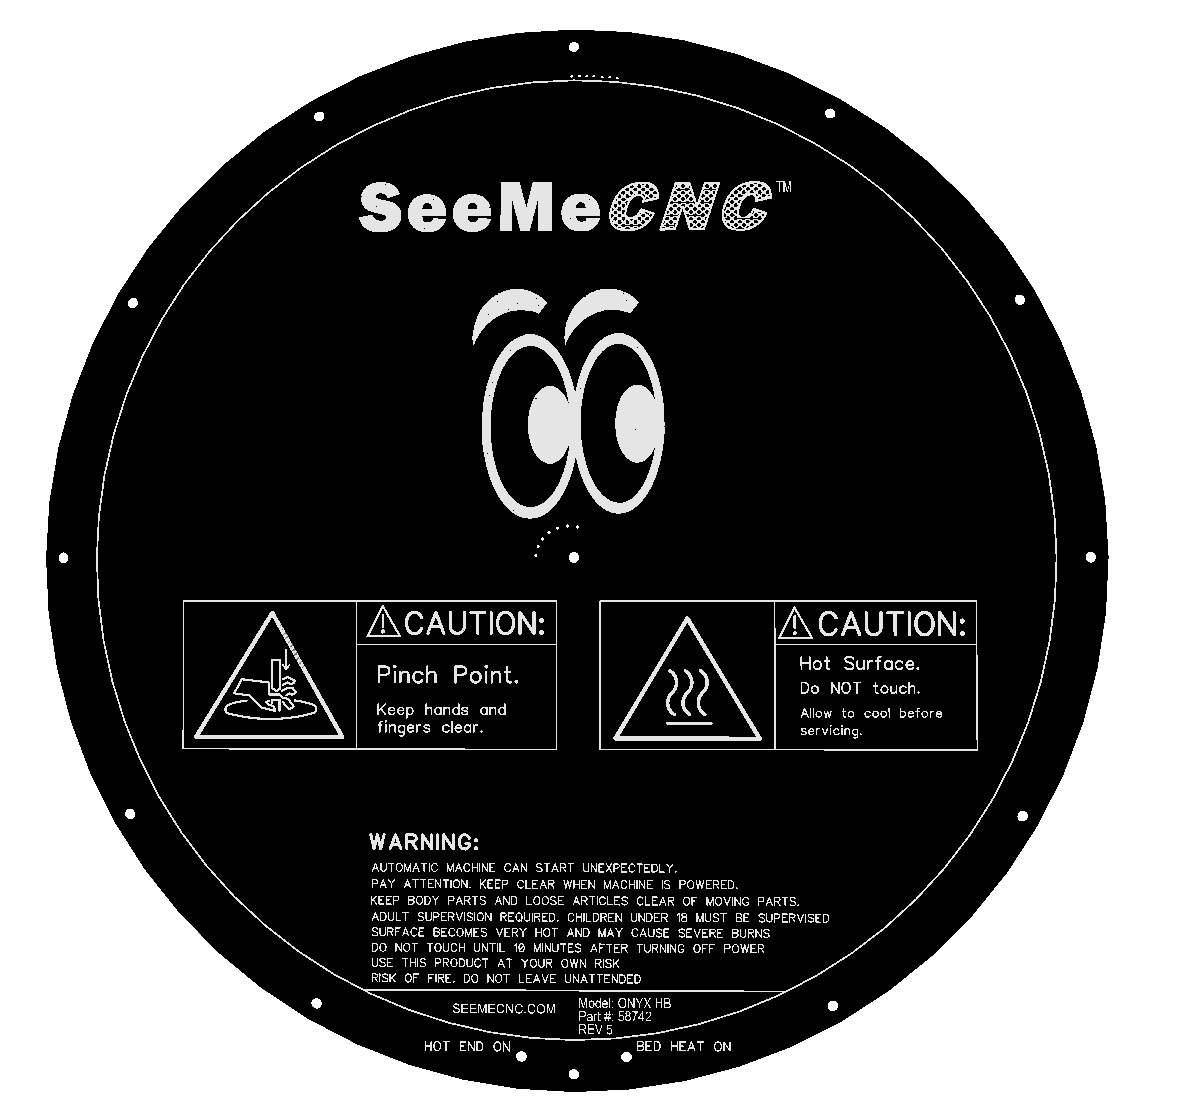 SeeMeCNC™
⚠CAUTION:
Pinch Point.
Keep hands and
fingers clear.
⚠CAUTION:
Hot Surface.
Do NOT touch.
Allow to cool before
servicing.
WARNING:
AUTOMATIC MACHINE CAN START UNEXPECTEDLY.
PAY ATTENTION. KEEP CLEAR WHEN MACHINE IS POWERED.
KEEP BODY PARTS AND LOOSE ARTICLES CLEAR OF MOVING PARTS.
ADULT SUPERVISION REQUIRED. CHILDREN UNDER 18 MUST BE SUPERVISED
SURFACE BECOMES VERY HOT AND MAY CAUSE SEVERE BURNS
DO NOT TOUCH UNTIL 10 MINUTES AFTER TURNING OFF POWER
USE THIS PRODUCT AT YOUR OWN RISK
RISK OF FIRE. DO NOT LEAVE UNATTENDED
SEEMECNC.COM
Model: ONYX HB
Part #: 58742
REV 5
HOT END ON
BED HEAT ON